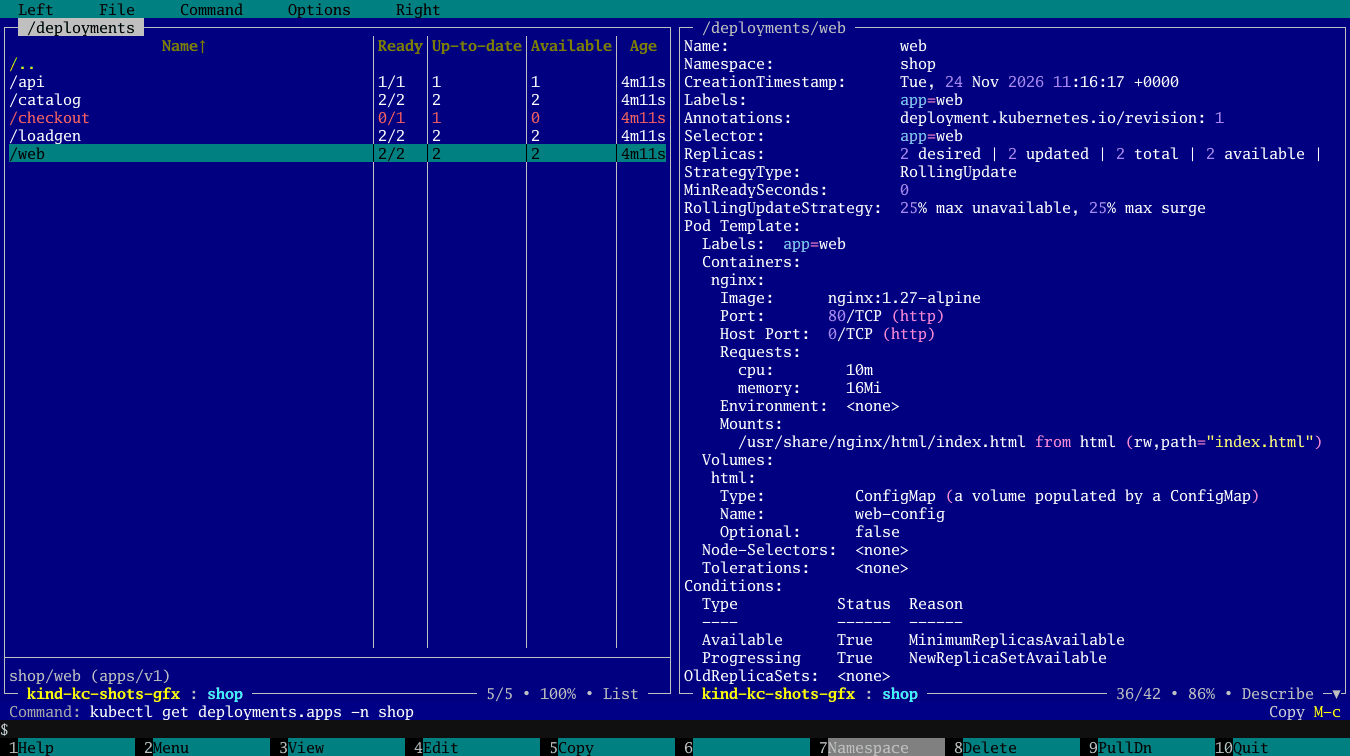 Left File Command Options Right
/deployments
Name↑ Ready Up-to-date Available Age
/..
/api 1/1 1 1 4m11s
/catalog 2/2 2 2 4m11s
/checkout 0/1 1 0 4m11s
/loadgen 2/2 2 2 4m11s
/web 2/2 2 2 4m11s
shop/web (apps/v1)
kind-kc-shots-gfx : shop 5/5 • 100% • List
/deployments/web
Name: web
Namespace: shop
CreationTimestamp: Tue, 24 Nov 2026 11:16:17 +0000
Labels: app=web
Annotations: deployment.kubernetes.io/revision: 1
Selector: app=web
Replicas: 2 desired | 2 updated | 2 total | 2 available |
StrategyType: RollingUpdate
MinReadySeconds: 0
RollingUpdateStrategy: 25% max unavailable, 25% max surge
Pod Template:
Labels: app=web
Containers:
nginx:
Image: nginx:1.27-alpine
Port: 80/TCP (http)
Host Port: 0/TCP (http)
Requests:
cpu: 10m
memory: 16Mi
Environment: <none>
Mounts:
/usr/share/nginx/html/index.html from html (rw,path="index.html")
Volumes:
html:
Type: ConfigMap (a volume populated by a ConfigMap)
Name: web-config
Optional: false
Node-Selectors: <none>
Tolerations: <none>
Conditions:
Type Status Reason
---- ------ ------
Available True MinimumReplicasAvailable
Progressing True NewReplicaSetAvailable
OldReplicaSets: <none>
kind-kc-shots-gfx : shop 36/42 • 86% • Describe ▼
Command: kubectl get deployments.apps -n shop Copy M-c
$
1Help 2Menu 3View 4Edit 5Copy 6 7Namespace 8Delete 9PullDn 10Quit